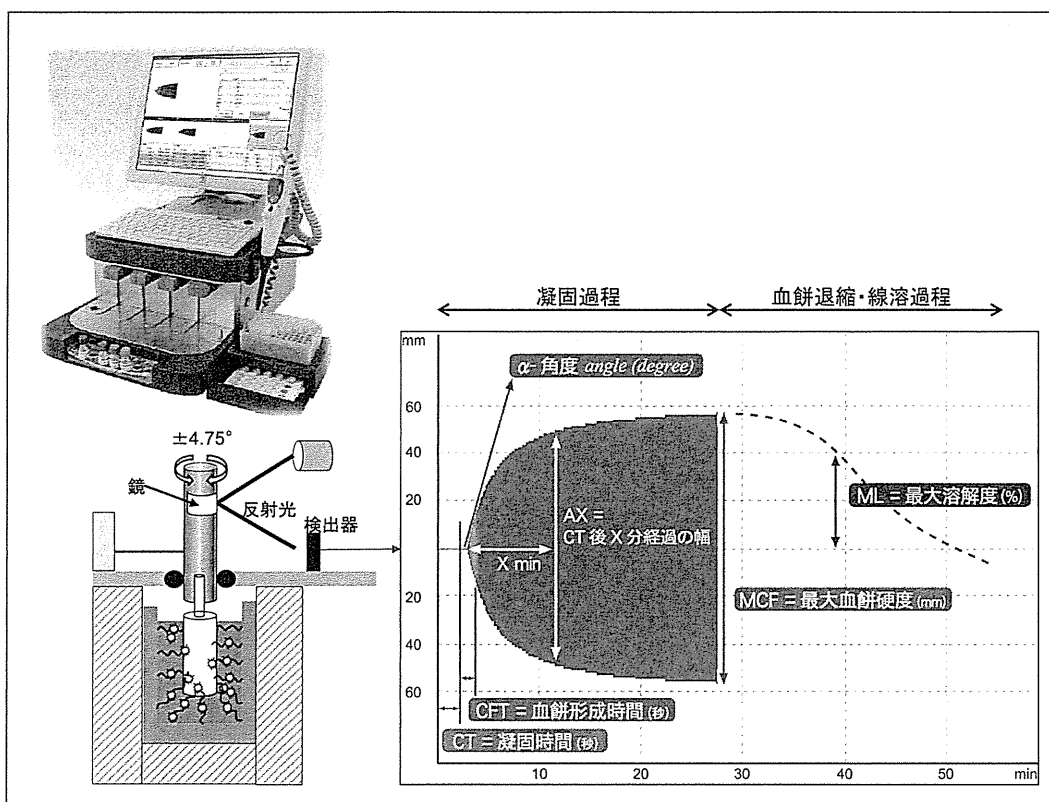 凝固過程
血餅退縮・線溶過程
mm
α- 角度 angle (degree)
60
40
20
20
40
60
AX =
CT 後 X 分経過の幅
X min
ML = 最大溶解度 (%)
MCF = 最大血餅硬度 (mm)
CFT = 血餅形成時間 (秒)
CT = 凝固時間 (秒)
10
20
30
40
50
min
±4.75°
鏡
反射光
検出器